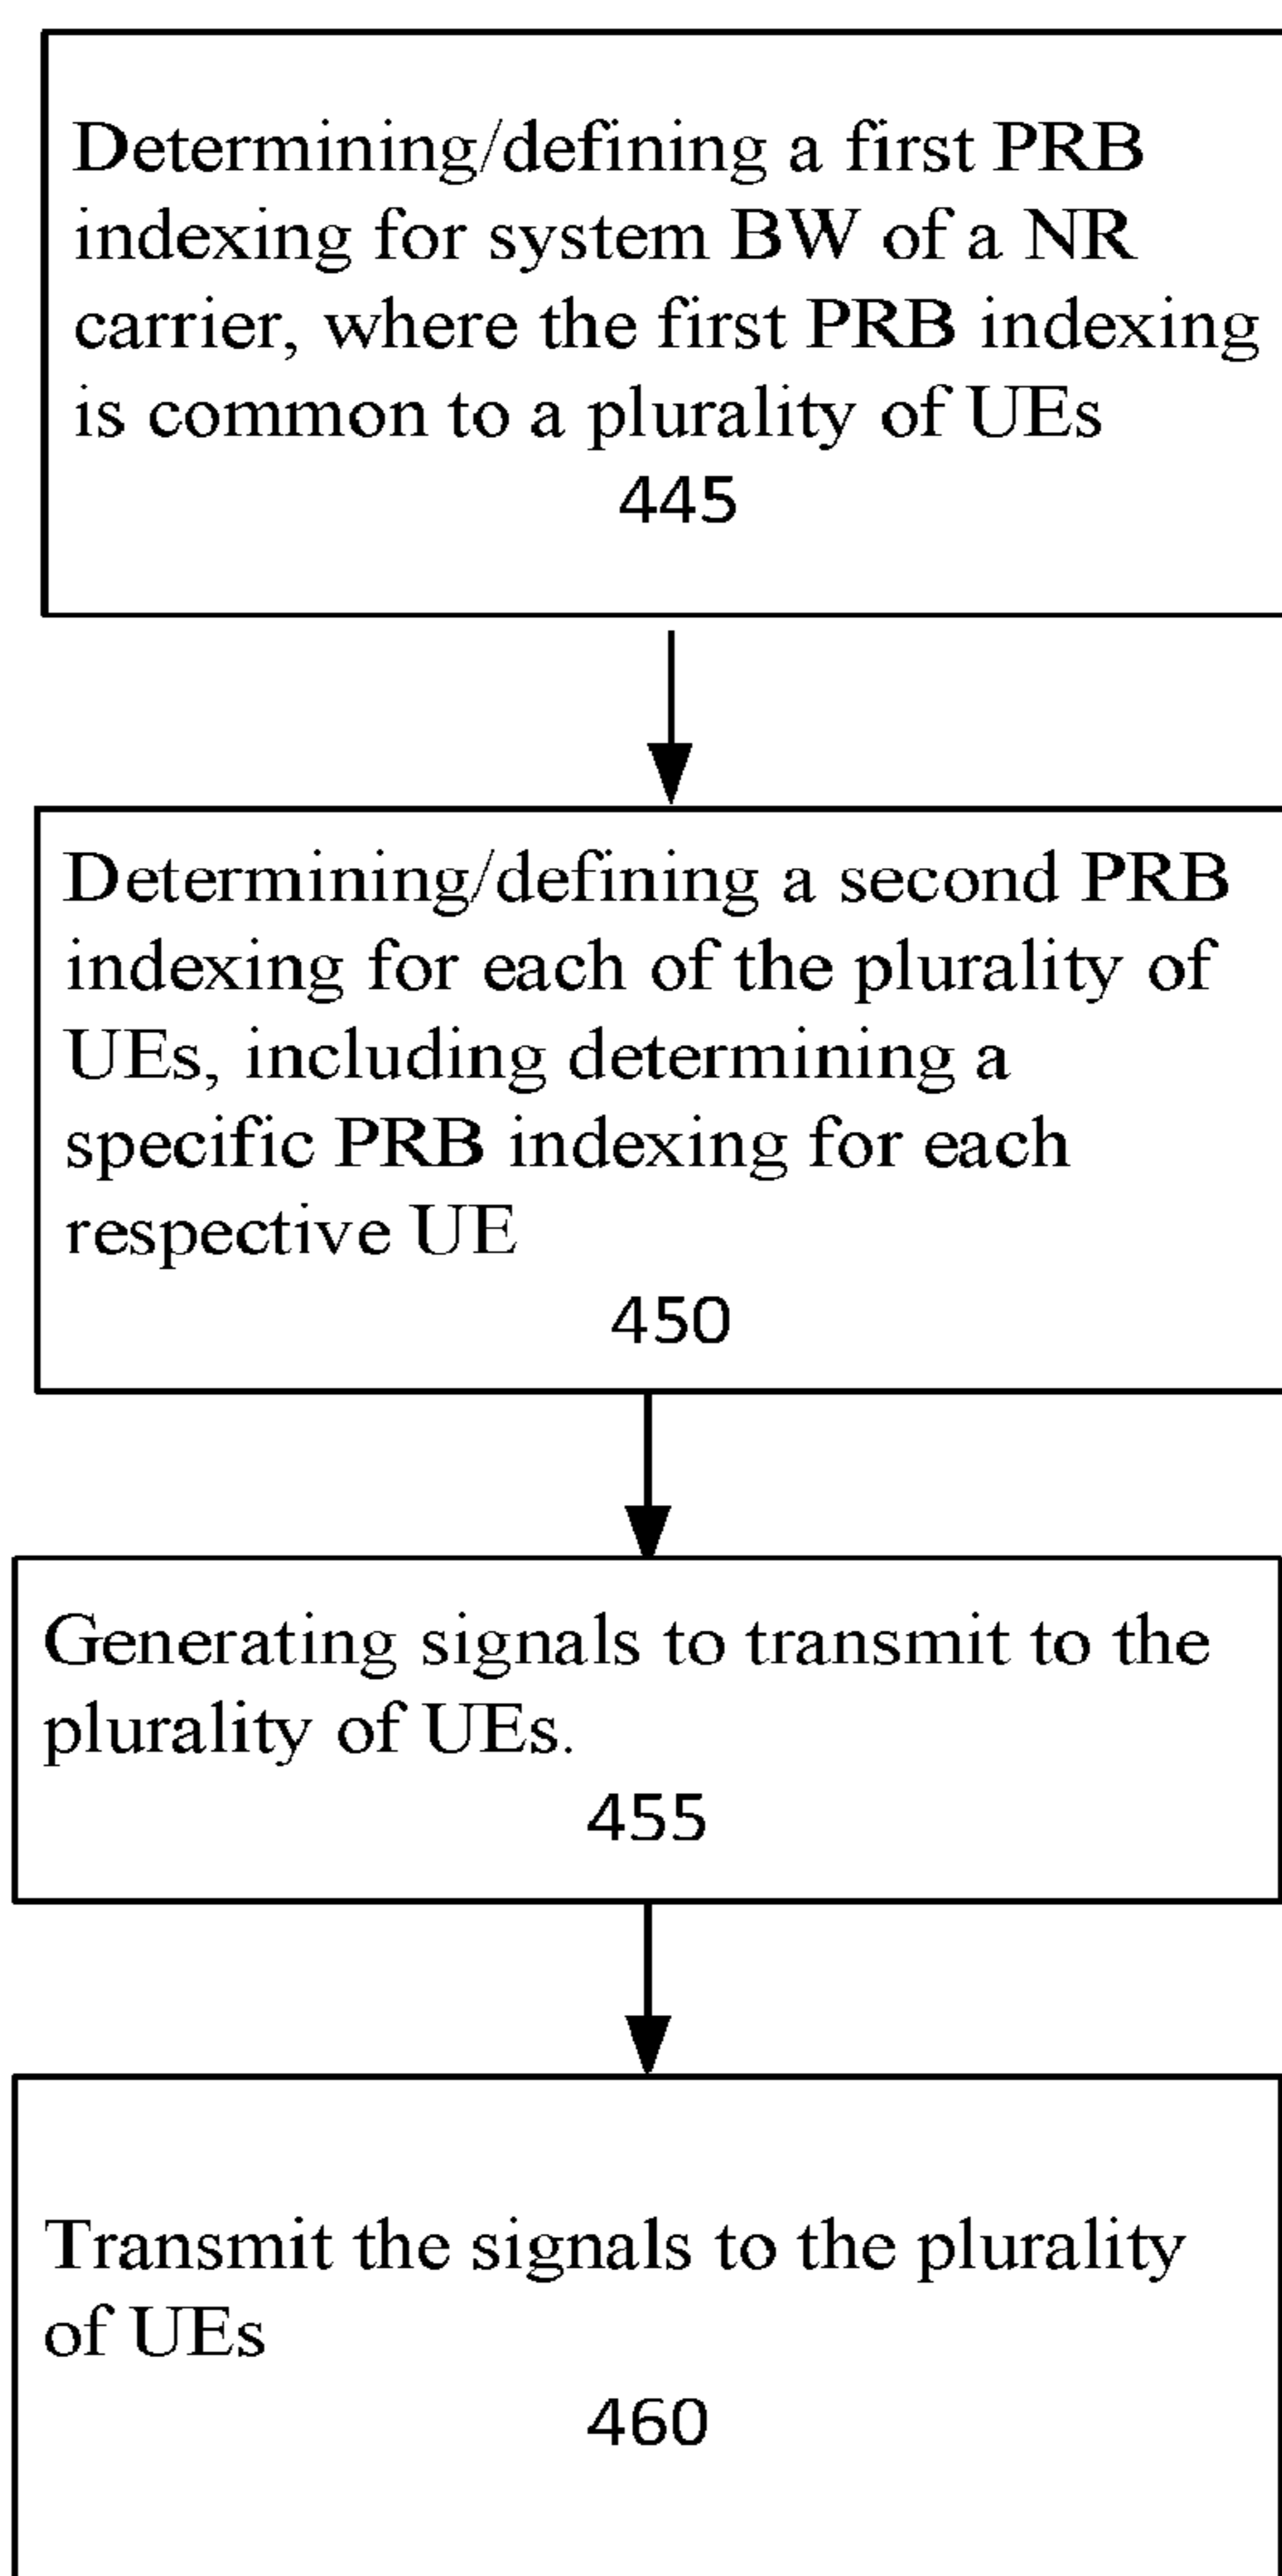 Determining/defining a first PRB
indexing for system BW of a NR
carrier, where the first PRB indexing
is common to a plurality of UEs
445
Determining/defining a second PRB
indexing for each of the plurality of
UEs, including determining a
specific PRB indexing for each
respective UE
450
Generating signals to transmit to the
plurality of UEs.
455
Transmit the signals to the plurality
of UEs
460